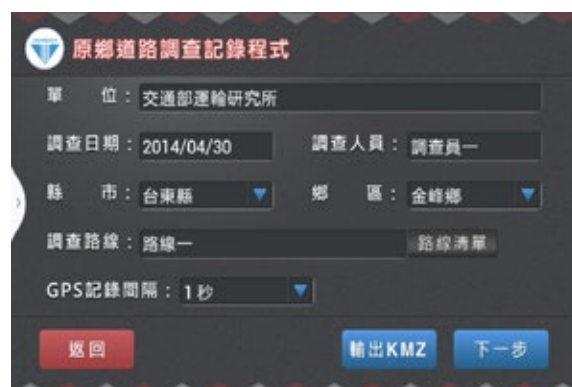 原鄉道路調查記錄程式
單 位：交通部運輸研究所
調查日期：2014/04/30 調查人員：調查員一
縣 市：台東縣 鄉 區：金峰鄉
調查路線：路線一 路線清單
GPS記錄間隔：1秒
返回 輸出KMZ 下一步